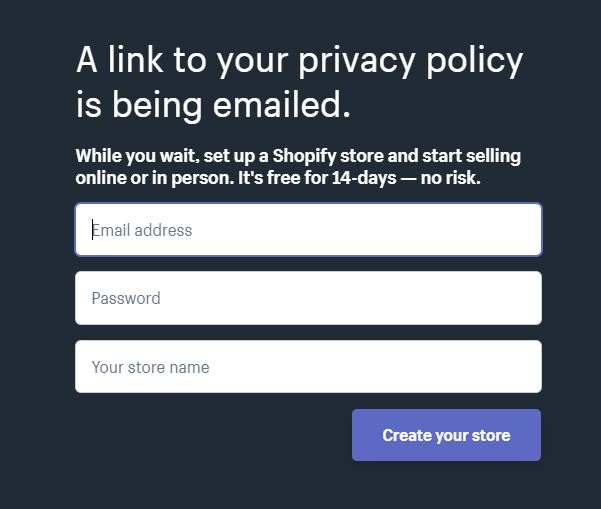 A link to your privacy policy
is being emailed.
While you wait, set up a Shopify store and start selling
online or in person. It's free for 14-days — no risk.
Email address
Password
Your store name
Create your store